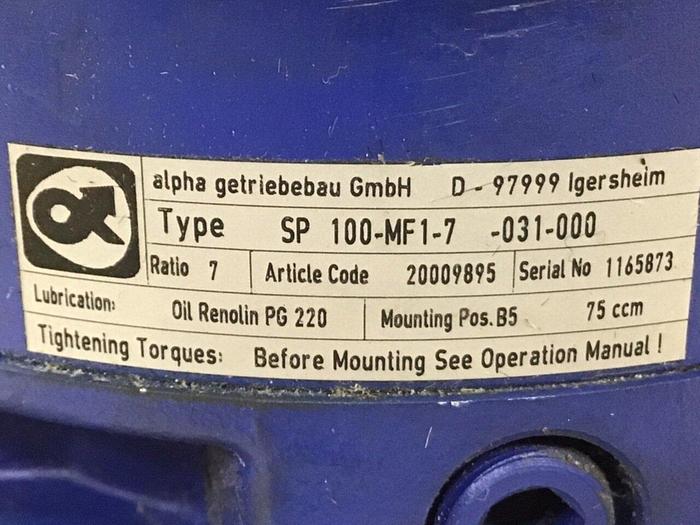 alpha getriebebau GmbH D - 97999 Igersheim
Type SP 100-MF1-7 -031-000
Ratio 7 Article Code 20009895 Serial No 1165873
Lubrication: Oil Renolin PG 220 Mounting Pos. B5 75 ccm
Tightening Torques: Before Mounting See Operation Manual !